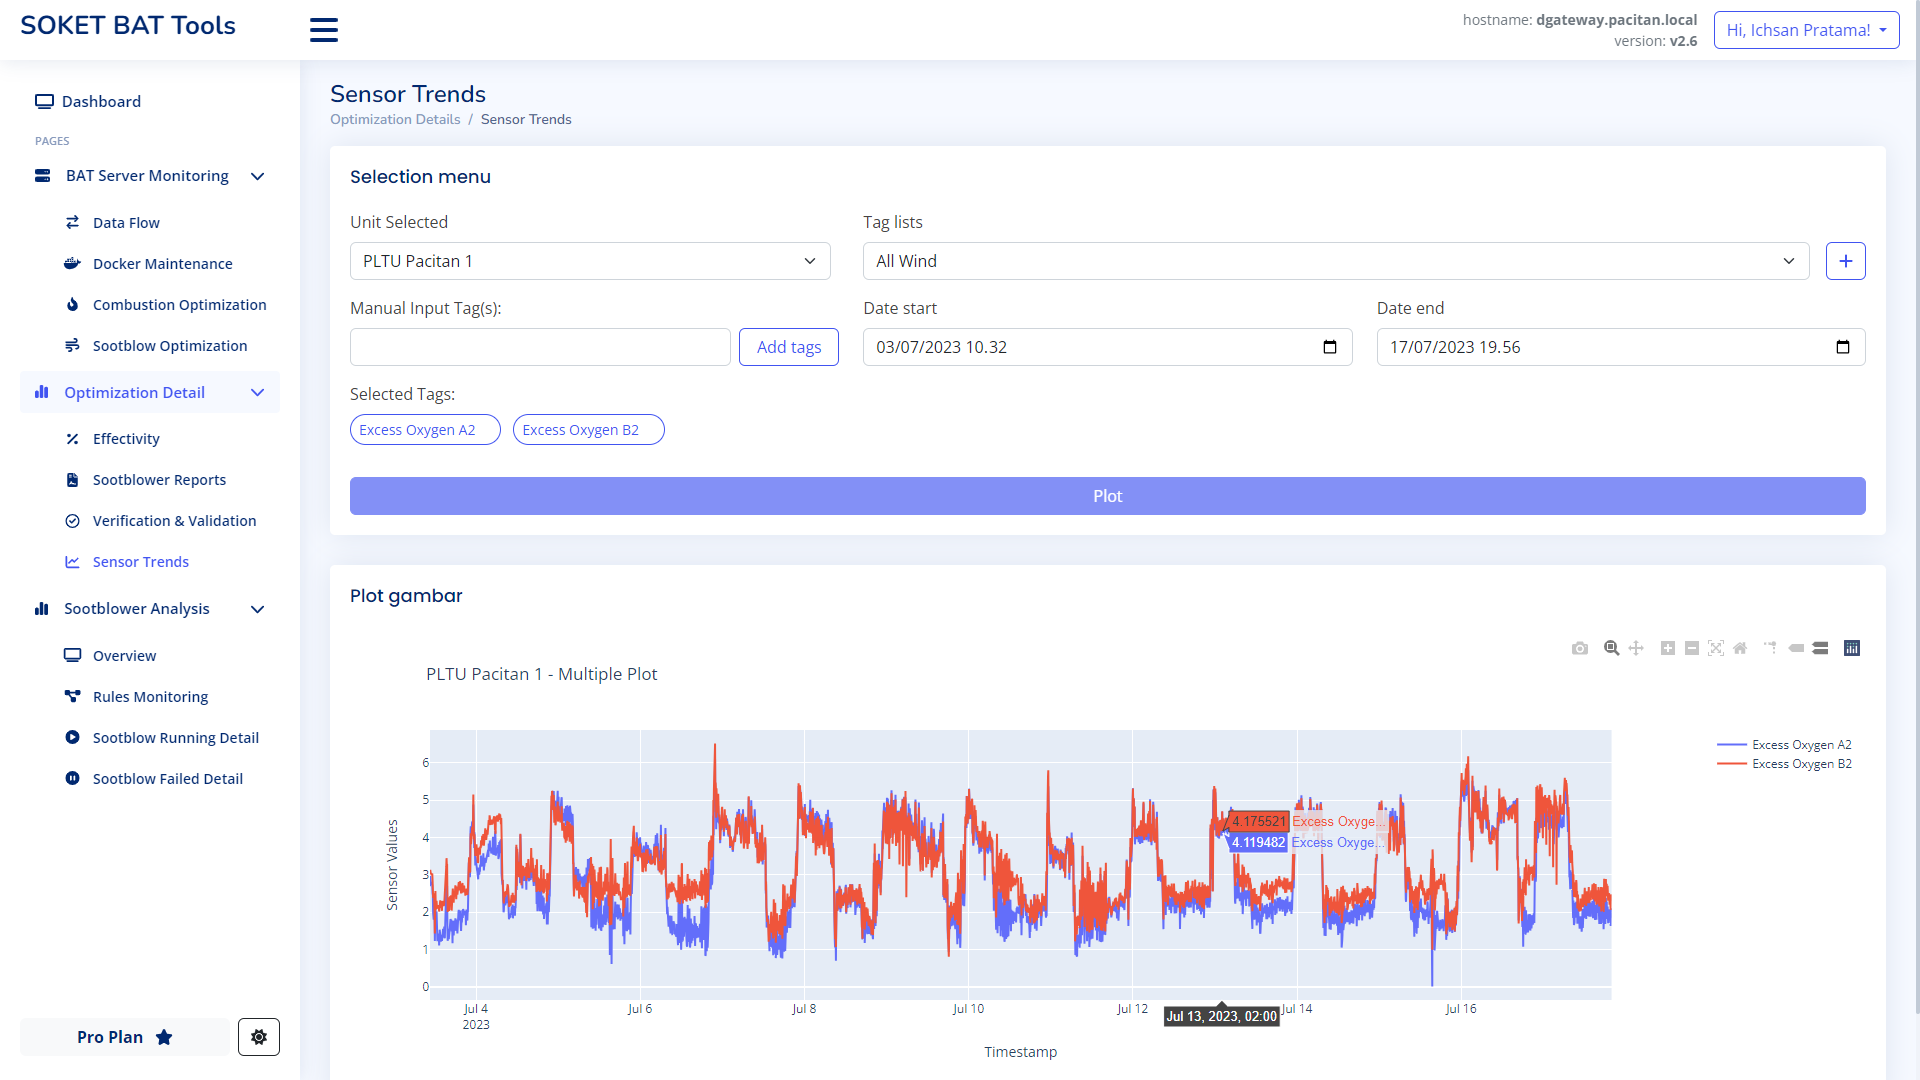 SOKET BAT Tools
hostname: dgateway.pacitan.local
version: v2.6
Hi, Ichsan Pratama!
Dashboard
PAGES
BAT Server Monitoring
Data Flow
Docker Maintenance
Combustion Optimization
Sootblow Optimization
Optimization Detail
Effectivity
Sootblower Reports
Verification & Validation
Sensor Trends
Sootblower Analysis
Overview
Rules Monitoring
Sootblow Running Detail
Sootblow Failed Detail
Pro Plan
Sensor Trends
Optimization Details / Sensor Trends
Selection menu
Unit Selected
PLTU Pacitan 1
Tag lists
All Wind
+
Manual Input Tag(s):
Add tags
Date start
03/07/2023 10.32
Date end
17/07/2023 19.56
Selected Tags:
Excess Oxygen A2
Excess Oxygen B2
Plot
Plot gambar
PLTU Pacitan 1 - Multiple Plot
Excess Oxygen A2
Excess Oxygen B2
Sensor Values
6
5
4
3
2
1
0
4.175521 Excess Oxyge...
4.119482 Excess Oxyge...
Jul 4
2023
Jul 6
Jul 8
Jul 10
Jul 12
Jul 13, 2023, 02:00
Jul 14
Jul 16
Timestamp